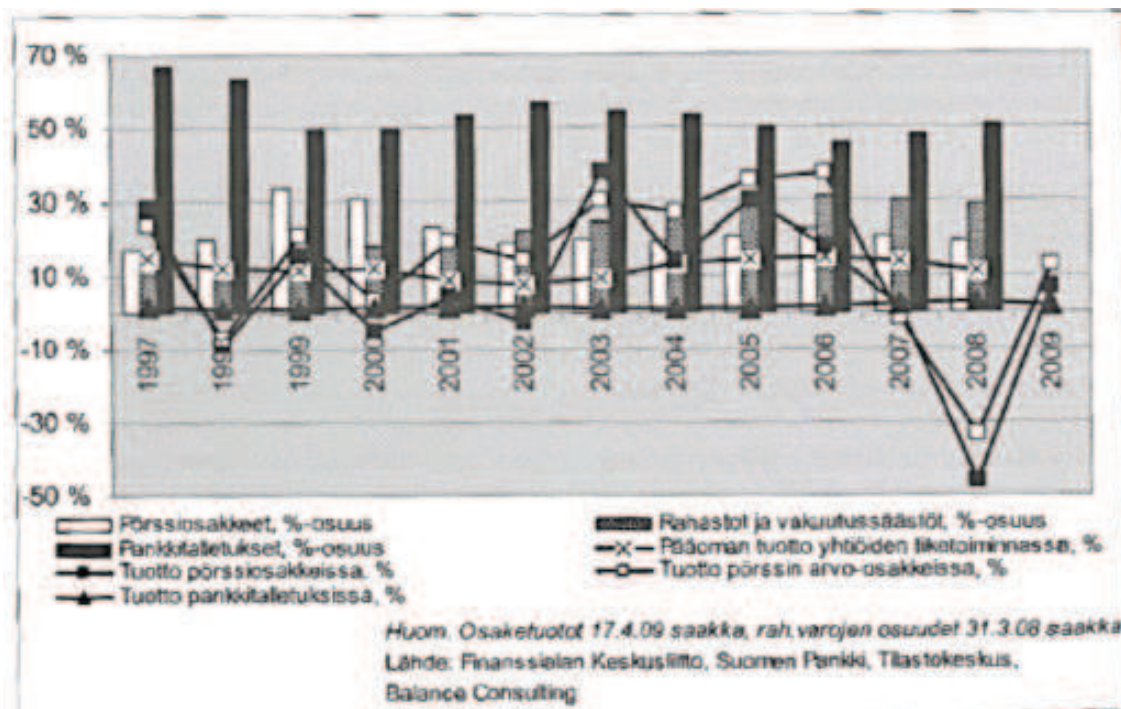 70 %
50 %
30 %
10 %
-10 %
-30 %
-50 %
1997
1998
1999
2000
2001
2002
2003
2004
2005
2006
2007
2008
2009
Pörssiosakkeet, %-osuus
Rahastot ja vakuutussäästöt, %-osuus
Pankkitalletukset, %-osuus
Pääoman tuotto yhtiöiden liiketoiminnassa, %
Tuotto pörssiosakkeissa, %
Tuotto pörssin arvo-osakkeissa, %
Tuotto pankkitalletuksissa, %
Huom. Osaketuotot 17.4.09 saakka, rah.varojen osuudet 31.3.08 saakka
Lähde: Finanssialan Keskusliitto, Suomen Pankki, Tilastokeskus,
Balance Consulting